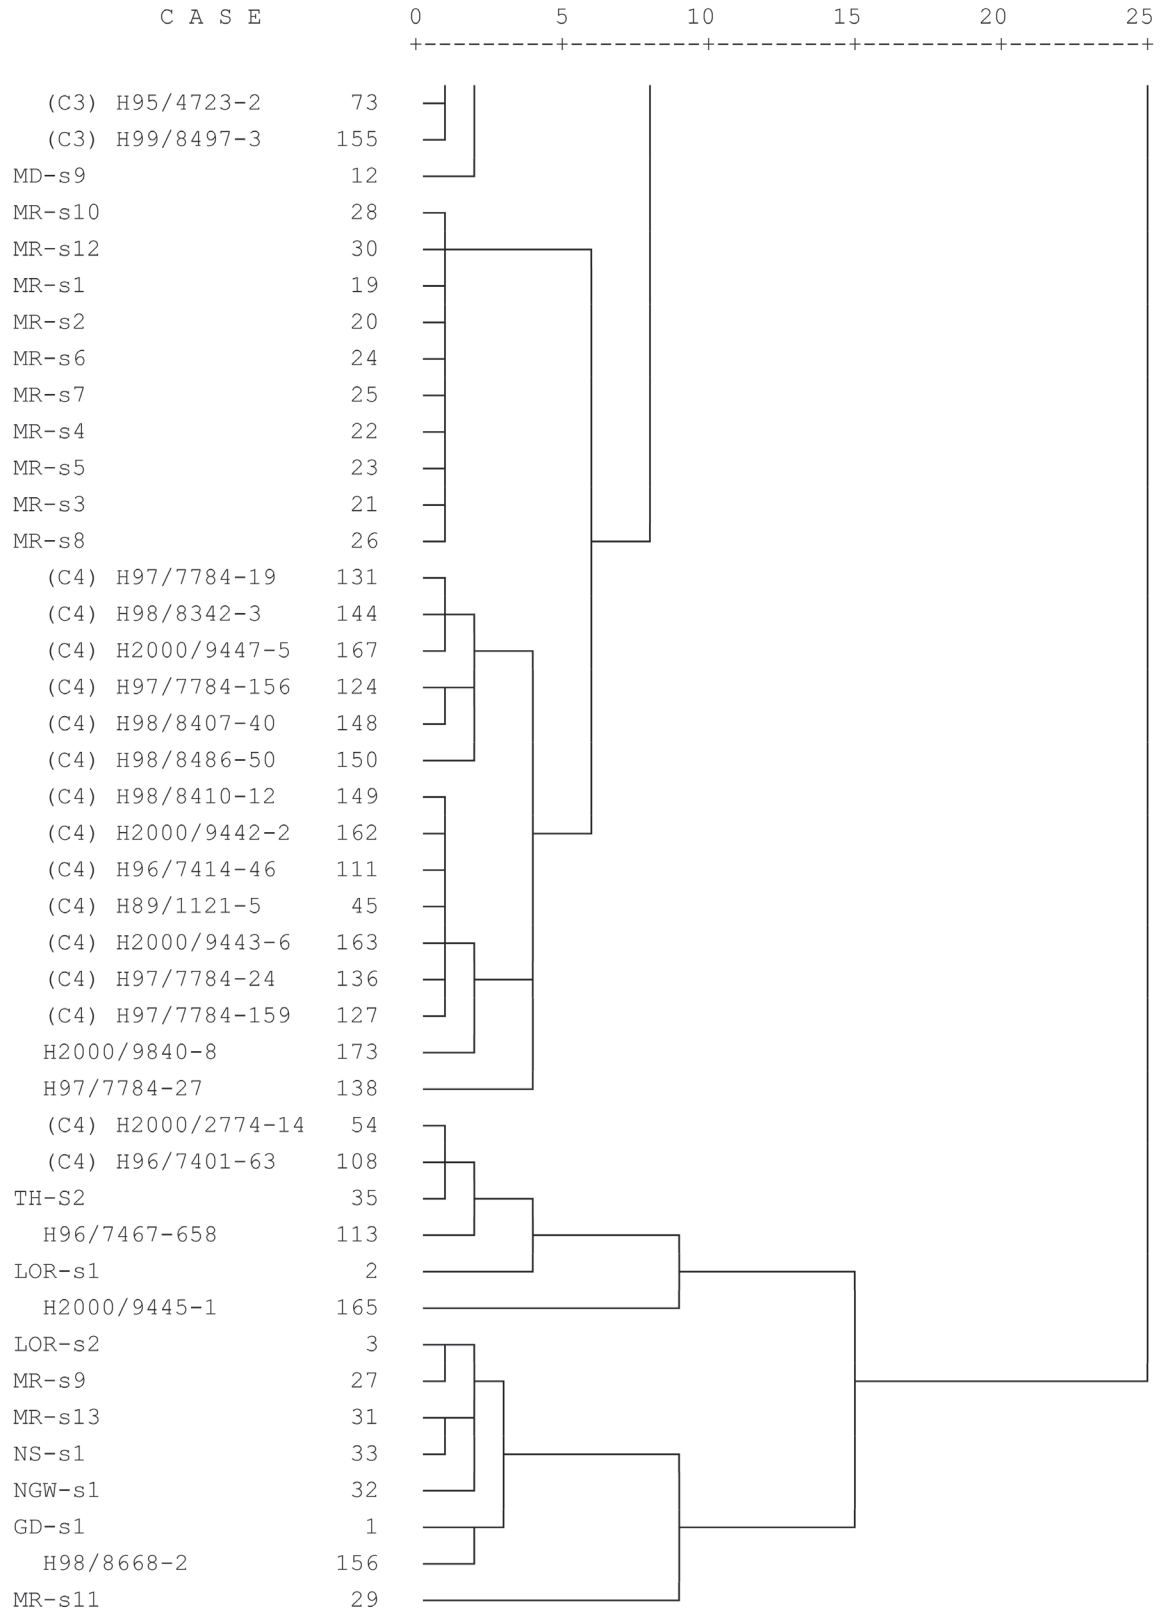 C A S E 0 5 10 15 20 25
+---------+---------+---------+---------+---------+
(C3) H95/4723-2 73
(C3) H99/8497-3 155
MD-s9 12
MR-s10 28
MR-s12 30
MR-s1 19
MR-s2 20
MR-s6 24
MR-s7 25
MR-s4 22
MR-s5 23
MR-s3 21
MR-s8 26
(C4) H97/7784-19 131
(C4) H98/8342-3 144
(C4) H2000/9447-5 167
(C4) H97/7784-156 124
(C4) H98/8407-40 148
(C4) H98/8486-50 150
(C4) H98/8410-12 149
(C4) H2000/9442-2 162
(C4) H96/7414-46 111
(C4) H89/1121-5 45
(C4) H2000/9443-6 163
(C4) H97/7784-24 136
(C4) H97/7784-159 127
H2000/9840-8 173
H97/7784-27 138
(C4) H2000/2774-14 54
(C4) H96/7401-63 108
TH-S2 35
H96/7467-658 113
LOR-s1 2
H2000/9445-1 165
LOR-s2 3
MR-s9 27
MR-s13 31
NS-s1 33
NGW-s1 32
GD-s1 1
H98/8668-2 156
MR-s11 29